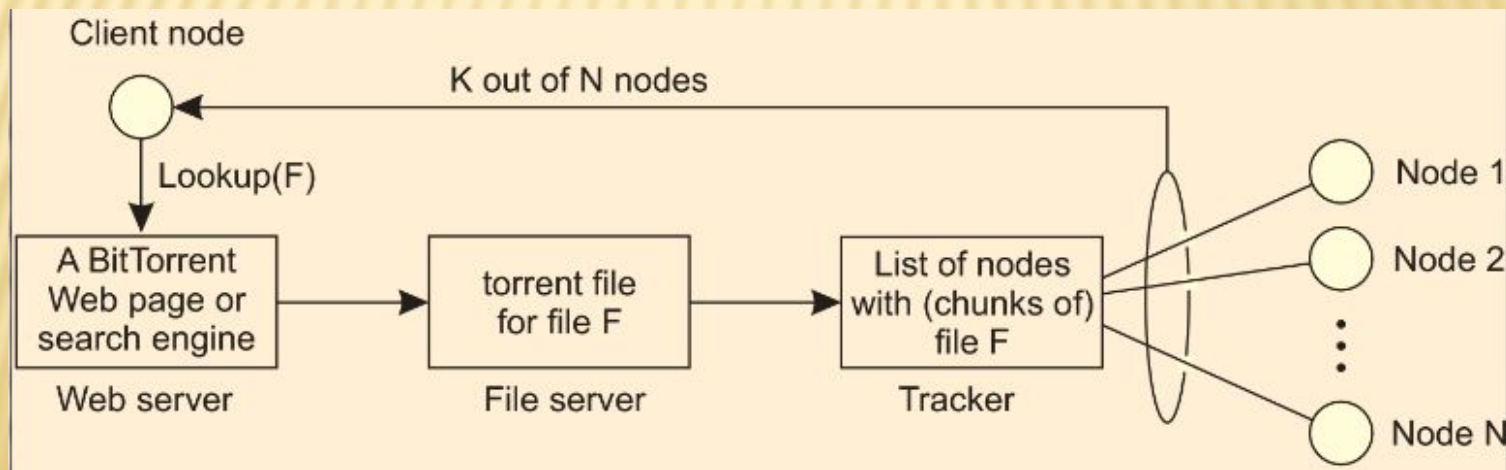 Client node
K out of N nodes
Lookup(F)
A BitTorrent
Web page or
search engine
Web server
torrent file
for file F
File server
List of nodes
with (chunks of)
file F
Tracker
Node 1
Node 2
Node N